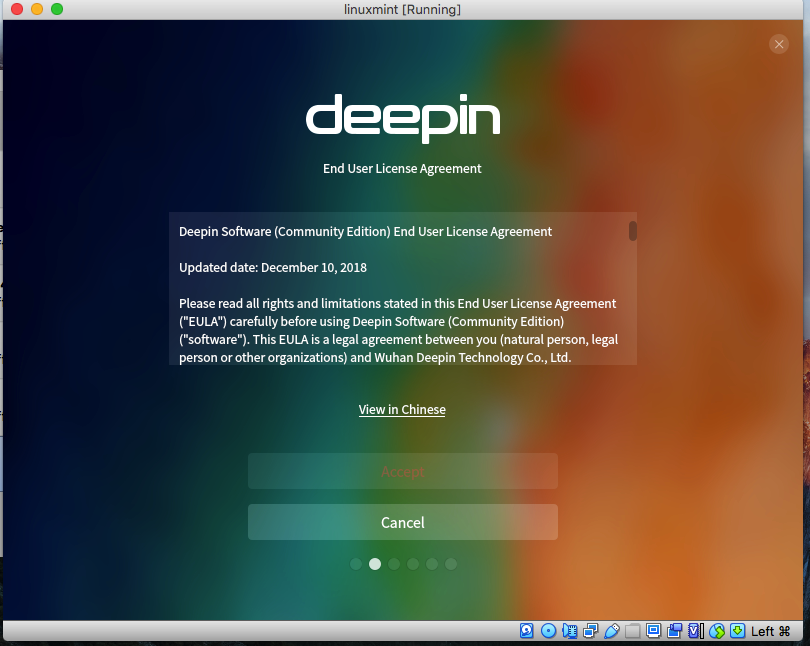 linuxmint [Running]
deepin
End User License Agreement
Deepin Software (Community Edition) End User License Agreement
Updated date: December 10, 2018
Please read all rights and limitations stated in this End User License Agreement
("EULA") carefully before using Deepin Software (Community Edition)
("software"). This EULA is a legal agreement between you (natural person, legal
person or other organizations) and Wuhan Deepin Technology Co., Ltd.
View in Chinese
Accept
Cancel
Left ⌘